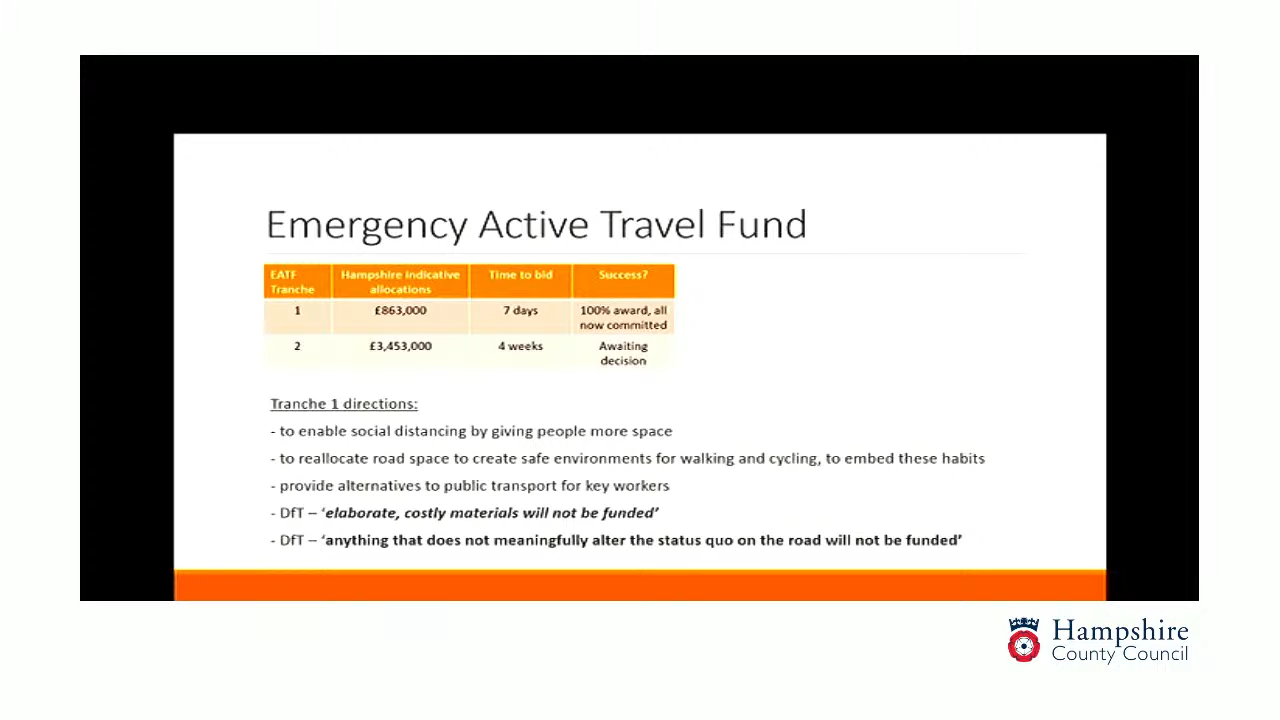 Emergency Active Travel Fund
EATF Tranche
Hampshire indicative allocations
Time to bid
Success?
1
£863,000
7 days
100% award, all now committed
2
£3,453,000
4 weeks
Awaiting decision
Tranche 1 directions:
- to enable social distancing by giving people more space
- to reallocate road space to create safe environments for walking and cycling, to embed these habits
- provide alternatives to public transport for key workers
- DfT – ‘elaborate, costly materials will not be funded’
- DfT – ‘anything that does not meaningfully alter the status quo on the road will not be funded’
Hampshire
County Council